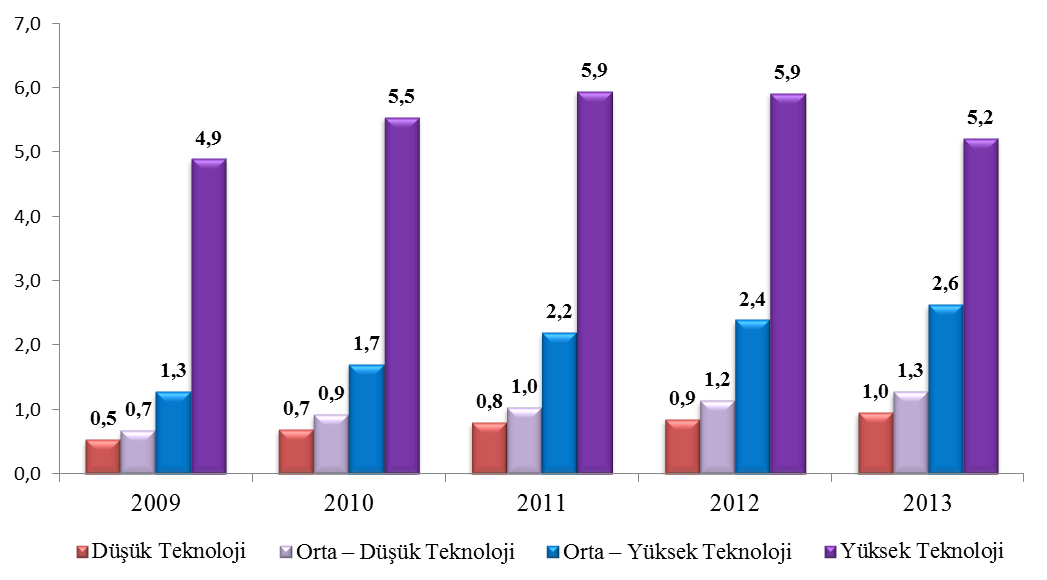 7,0
6,0
5,0
4,0
3,0
2,0
1,0
0,0
0,5 0,7 1,3 4,9
0,7 0,9 1,7 5,5
0,8 1,0 2,2 5,9
0,9 1,2 2,4 5,9
1,0 1,3 2,6 5,2
2009 2010 2011 2012 2013
Düşük Teknoloji Orta – Düşük Teknoloji Orta – Yüksek Teknoloji Yüksek Teknoloji